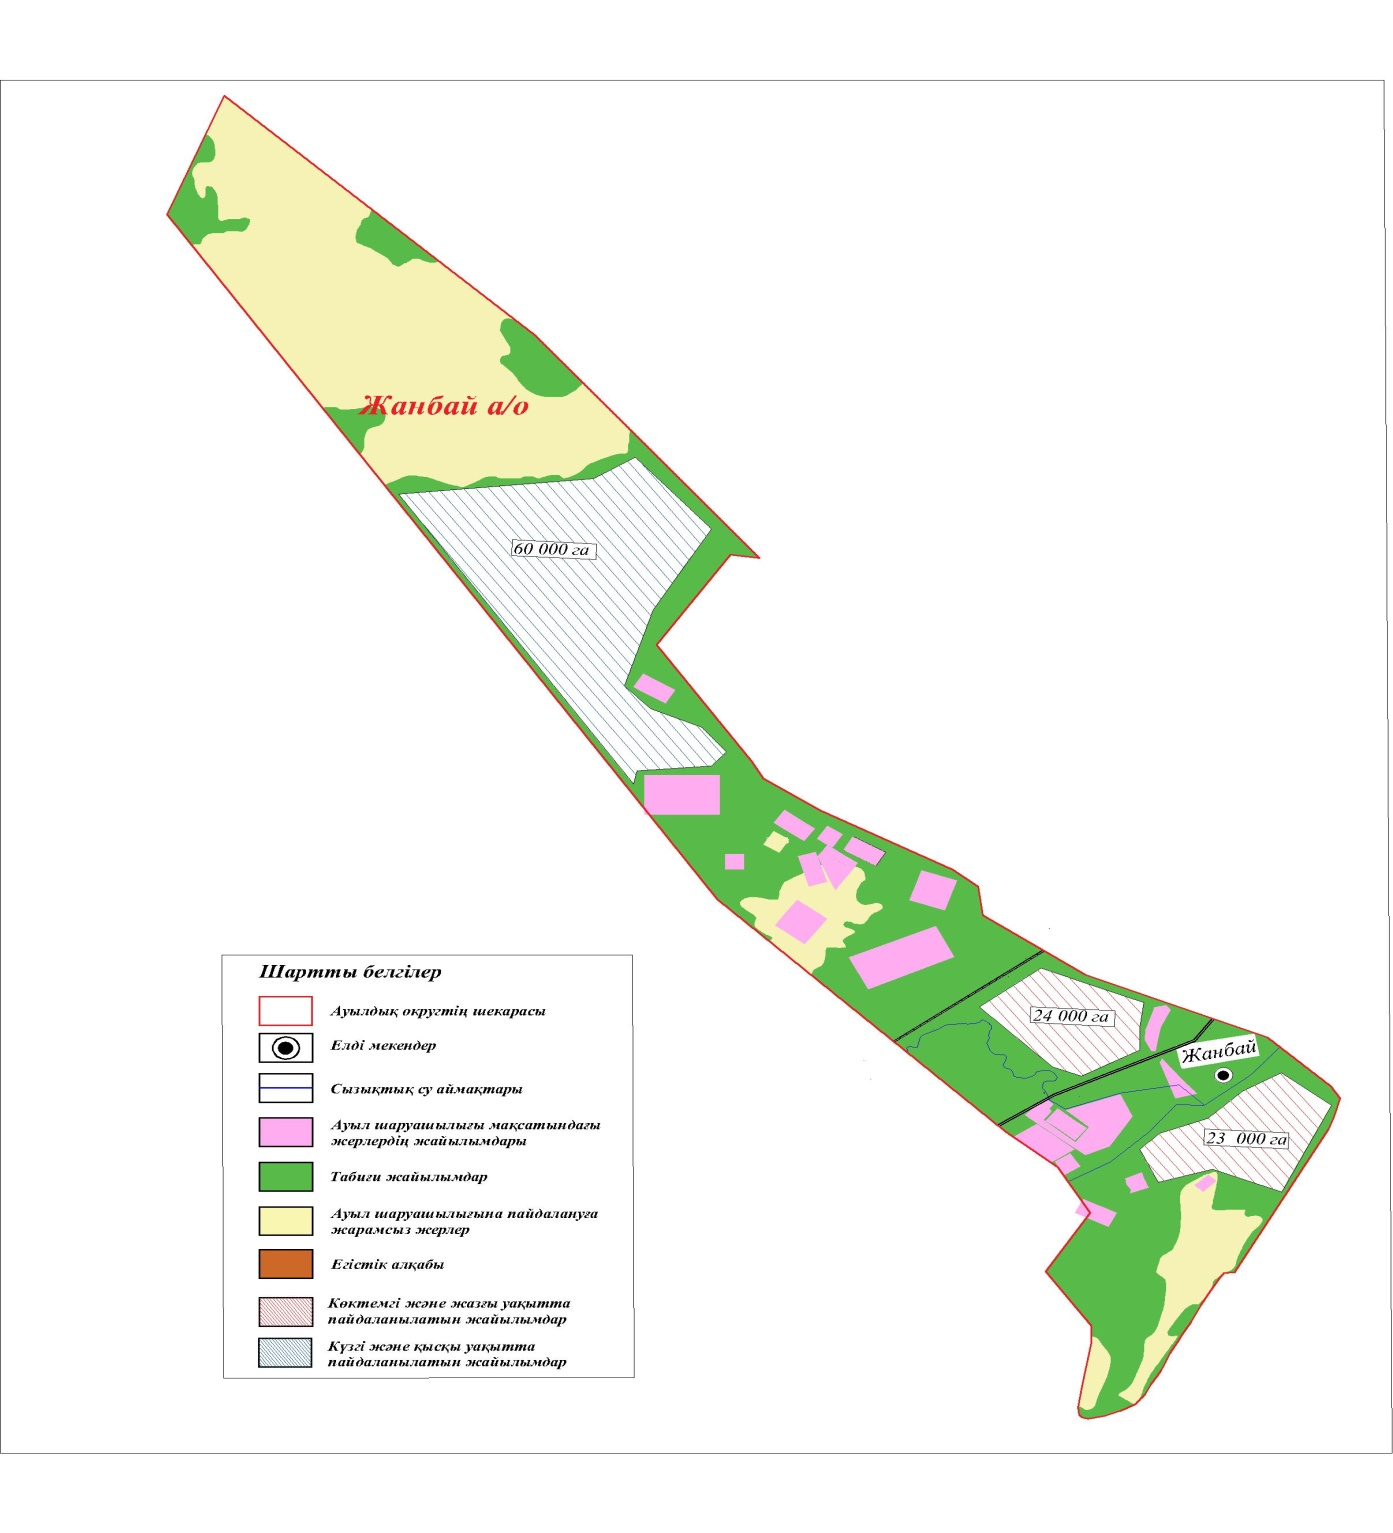 Жанбай а/о
60 000 га
24 000 га
Жанбай
23 000 га
Шартты белгілер
Ауылдық округтің шекарасы
Елді мекендер
Сызықтық су аймақтары
Ауыл шаруашылығы мақсатындағы
жерлердің жайылымдары
Табиғи жайылымдар
Ауыл шаруашылығына пайдалануға
жарамсыз жерлер
Егістік алқабы
Көктемгі және жазғы уақытта
пайдаланылатын жайылымдар
Күзгі және қысқы уақытта
пайдаланылатын жайылымдар